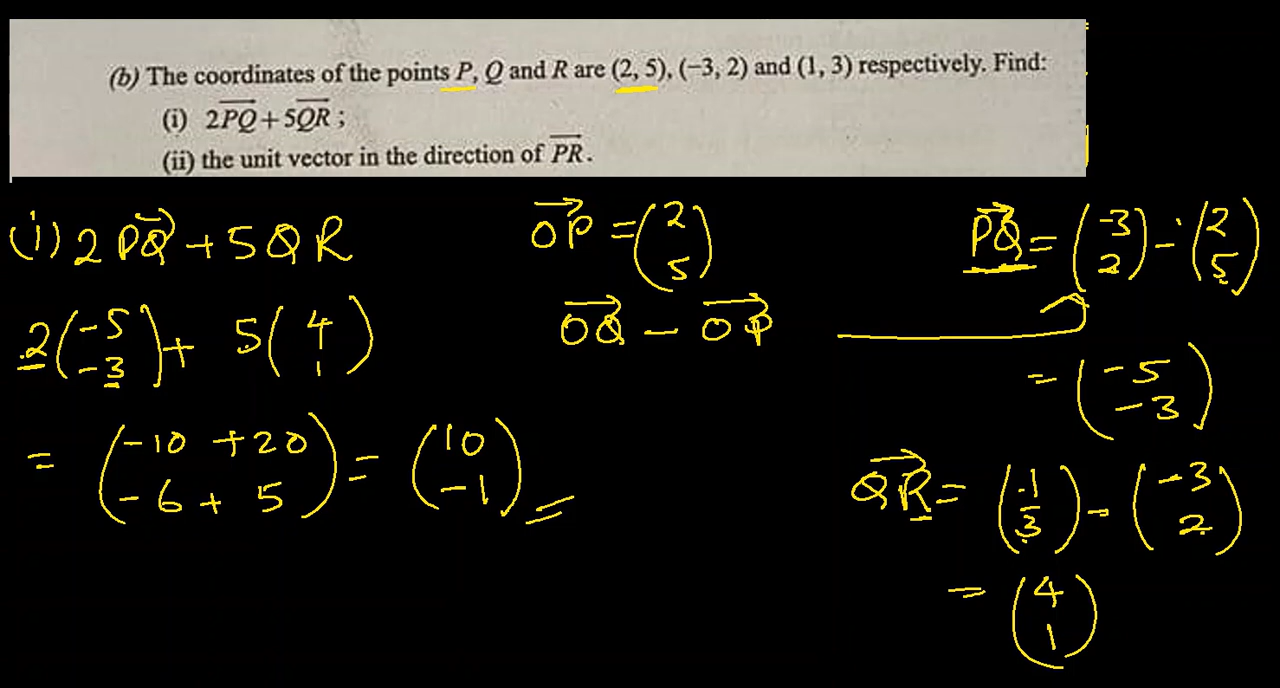 (b) The coordinates of the points P, Q and R are (2, 5), (−3, 2) and (1, 3) respectively. Find:
(i) 2PQ + 5QR ;
(ii) the unit vector in the direction of PR.
(i) 2 PQ + 5 Q R
2(-5 -3) + 5(4 1)
= (-10 +20 -6 + 5) = (10 -1)
OP = (2 5)
OQ − OP
PQ = (-3 2) - (2 5)
= (-5 -3)
QR = (1 3) - (-3 2)
= (4 1)